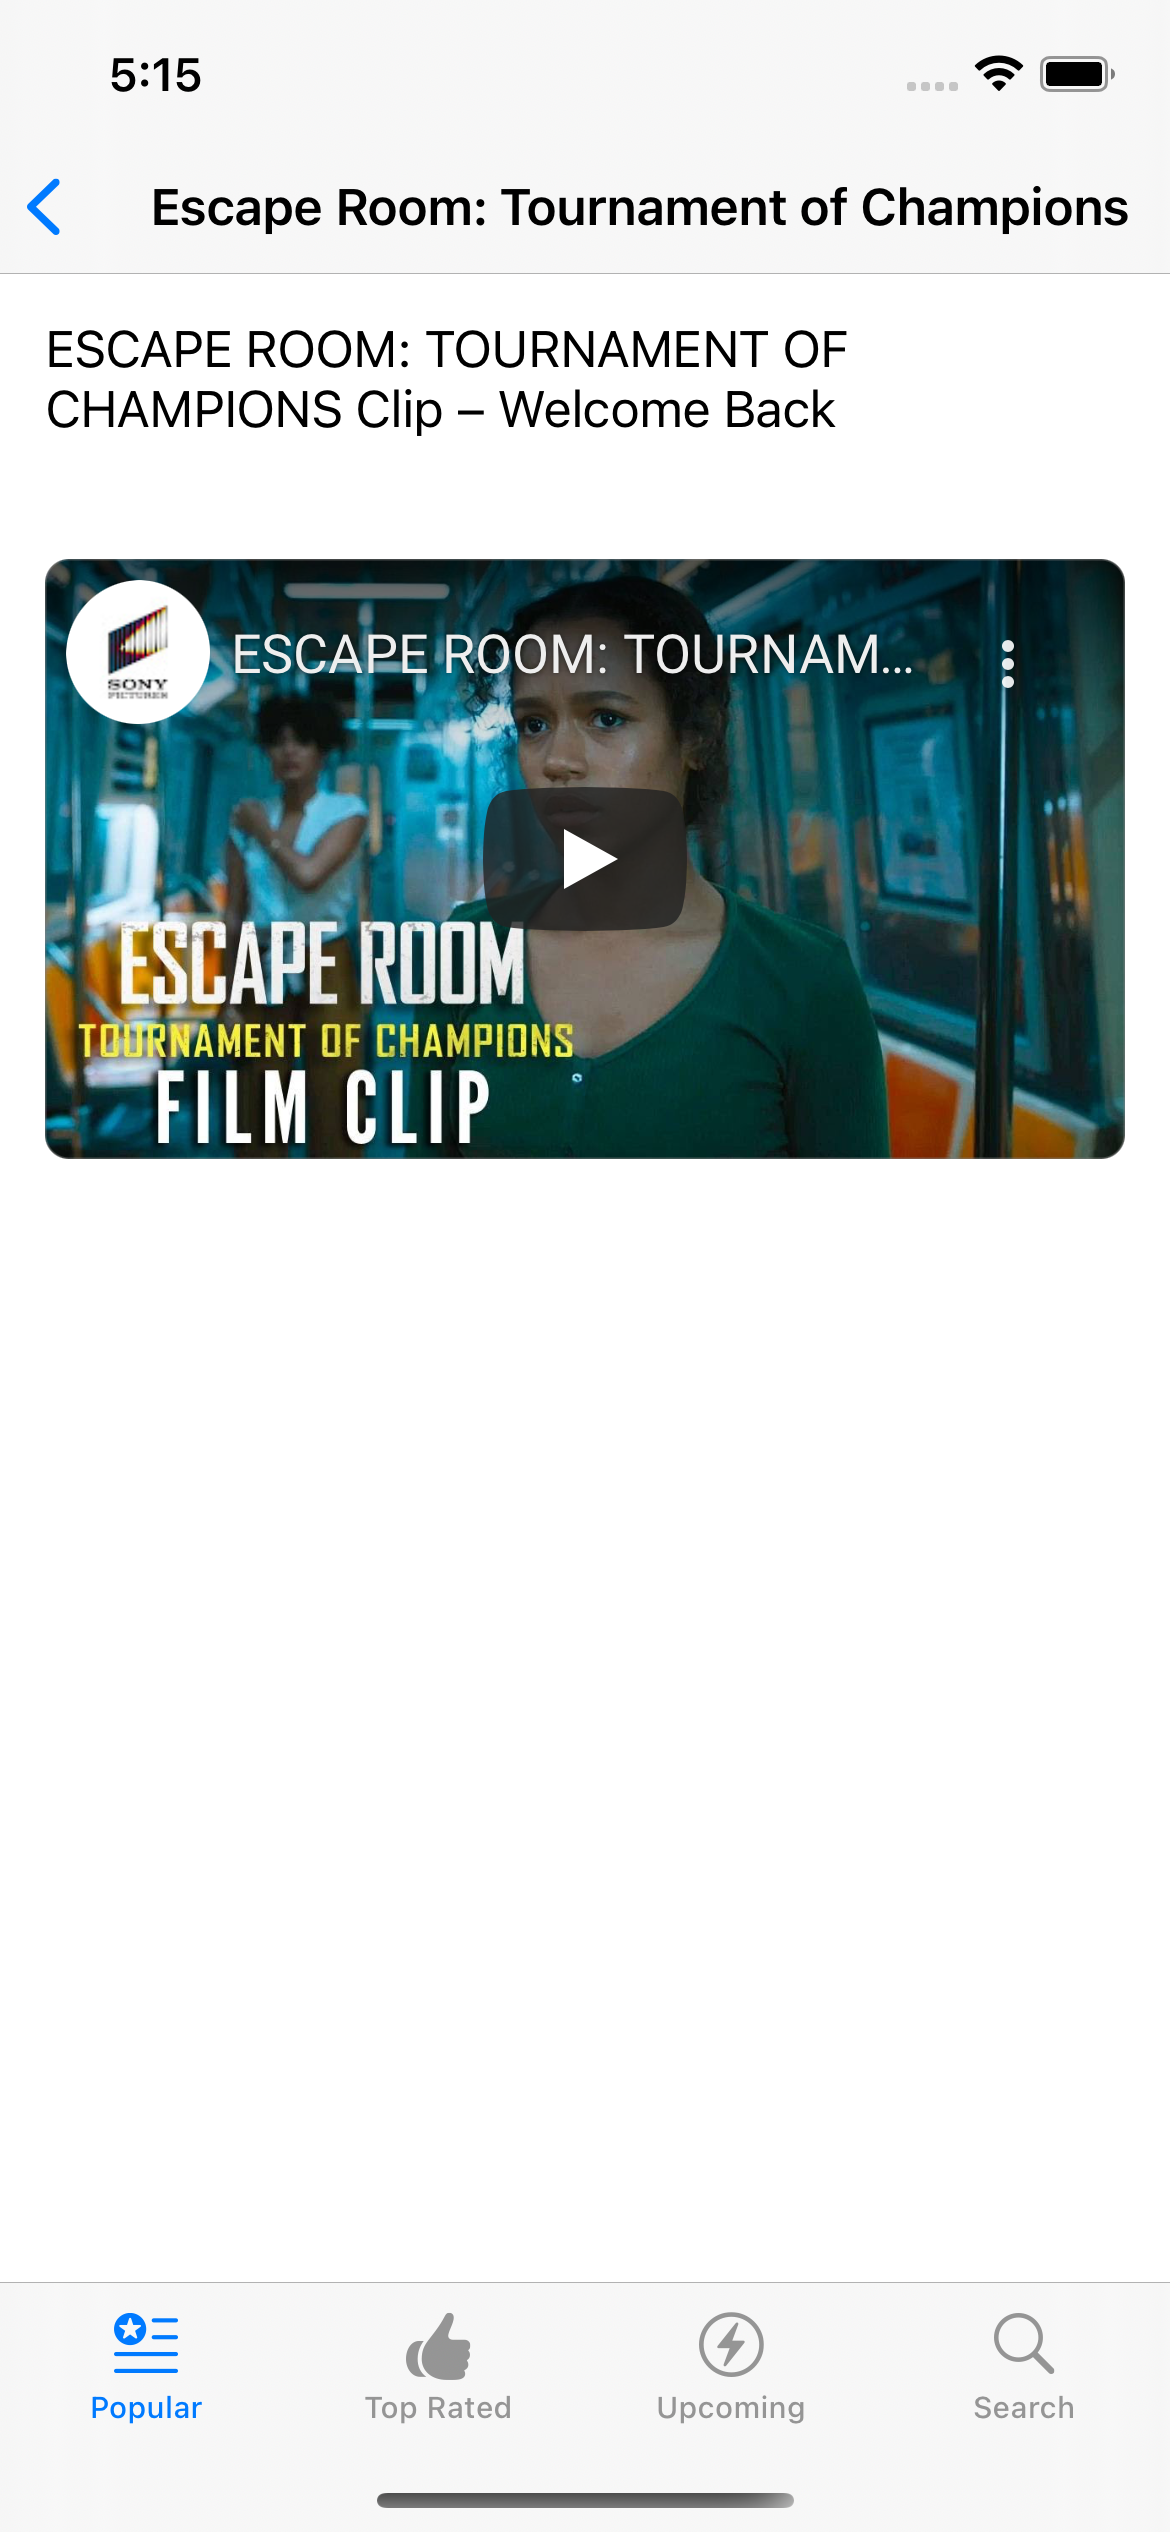 5:15
Escape Room: Tournament of Champions
ESCAPE ROOM: TOURNAMENT OF
CHAMPIONS Clip – Welcome Back
SONY
PICTURES
ESCAPE ROOM: TOURNAM...
ESCAPE ROOM
TOURNAMENT OF CHAMPIONS
FILM CLIP
Popular
Top Rated
Upcoming
Search